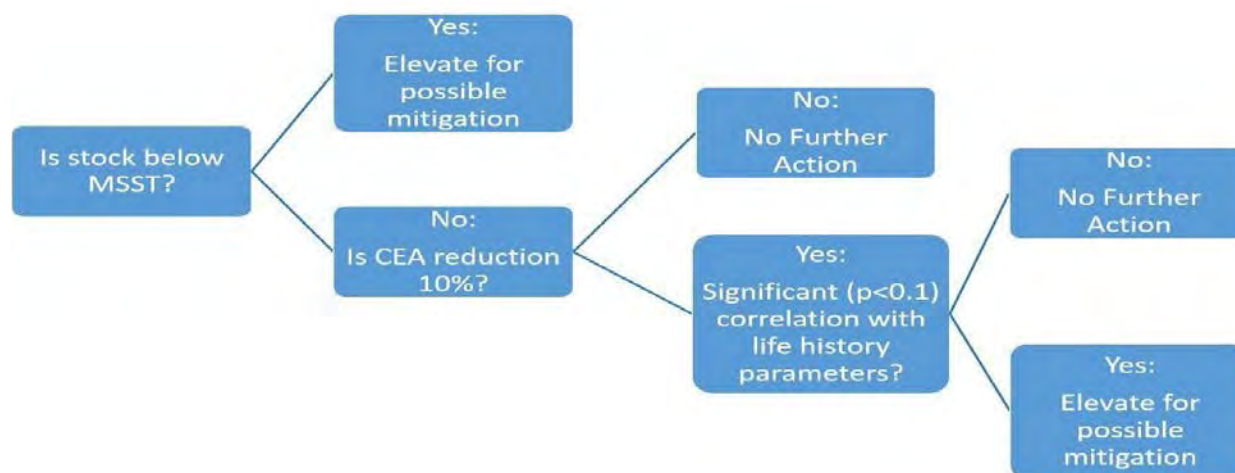 Is stock below
MSST?
Yes:
Elevate for
possible
mitigation
No:
Is CEA reduction
10%?
No:
No Further
Action
Yes:
Significant (p<0.1)
correlation with
life history
parameters?
No:
No Further
Action
Yes:
Elevate for
possible
mitigation